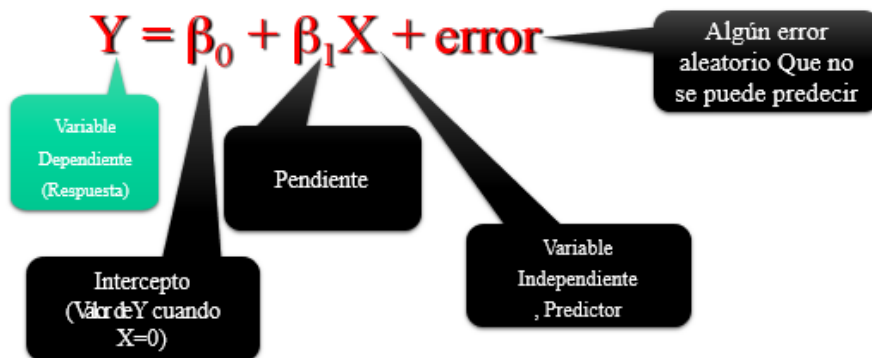 Y = β₀ + β₁X + error
Algún error
aleatorio Que no
se puede predecir
Variable
Dependiente
(Respuesta)
Pendiente
Variable
Independiente
, Predictor
Intercepto
(Valor de Y cuando
X=0)